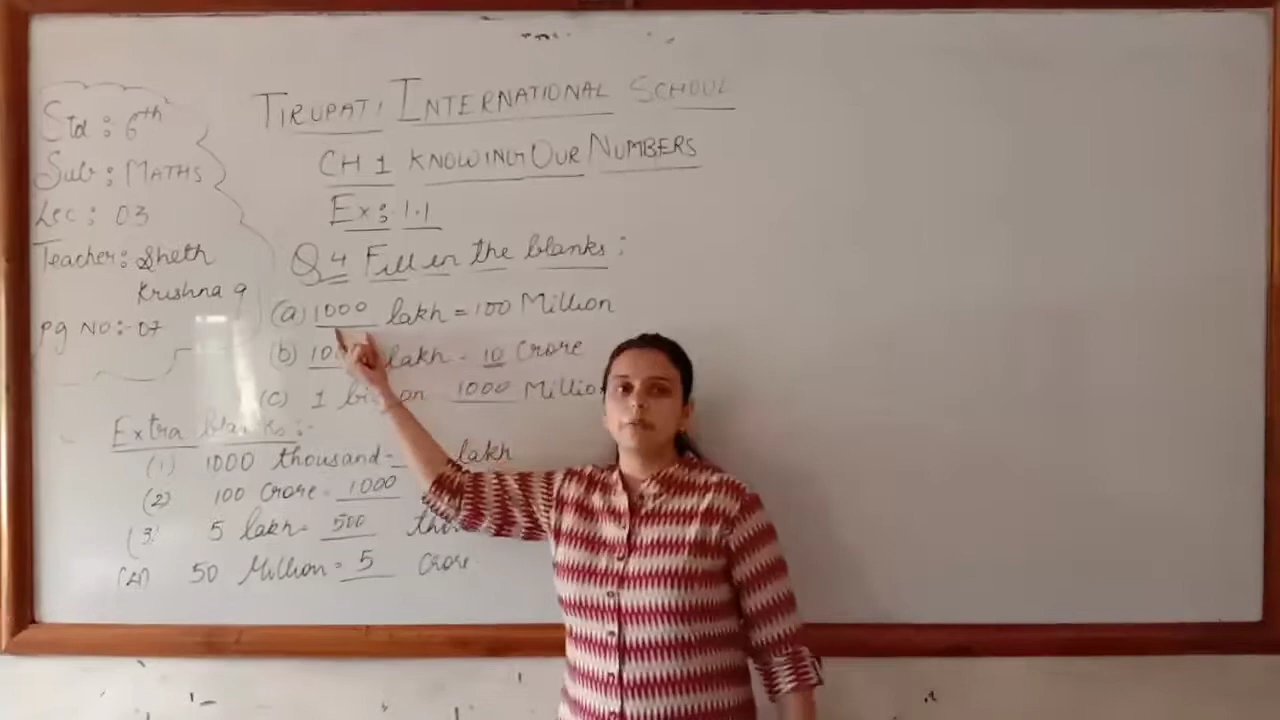 TIRUPATI INTERNATIONAL SCHOOL
CH 1 KNOWING OUR NUMBERS
Ex: 1.1
Std : 6th
Sub : MATHS
Lec : 03
Teacher : Sheth
Krishna
Pg No:- 07
Q4 Fill in the blanks :
(a) 1000 lakh = 100 Million
(b) lakh = 10 Crore
(c) 1 1000
Extra blanks :-
(1) 1000 thousand = lakh
(2) 100 Crore = 1000
(3) 5 lakh = 500
(4) 50 Million = 5 Crore